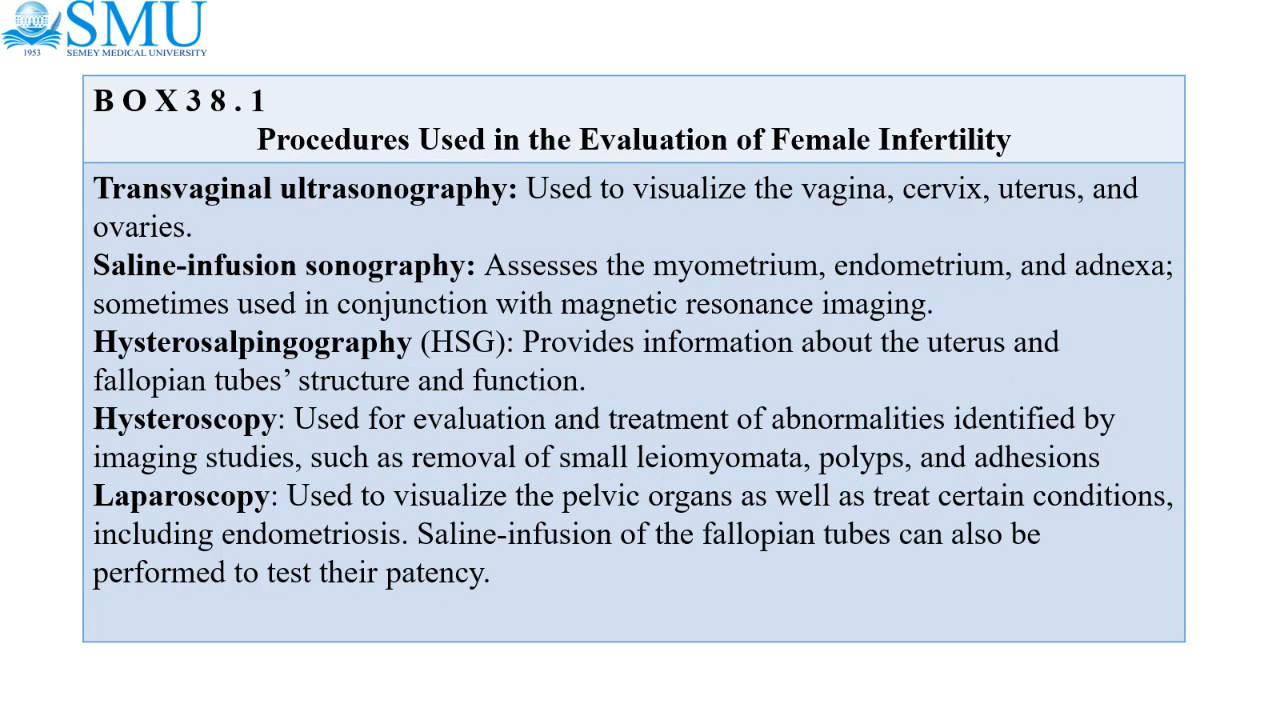 SMU
1953 SEMEY MEDICAL UNIVERSITY
B O X 3 8 . 1
Procedures Used in the Evaluation of Female Infertility
Transvaginal ultrasonography: Used to visualize the vagina, cervix, uterus, and
ovaries.
Saline-infusion sonography: Assesses the myometrium, endometrium, and adnexa;
sometimes used in conjunction with magnetic resonance imaging.
Hysterosalpingography (HSG): Provides information about the uterus and
fallopian tubes’ structure and function.
Hysteroscopy: Used for evaluation and treatment of abnormalities identified by
imaging studies, such as removal of small leiomyomata, polyps, and adhesions
Laparoscopy: Used to visualize the pelvic organs as well as treat certain conditions,
including endometriosis. Saline-infusion of the fallopian tubes can also be
performed to test their patency.